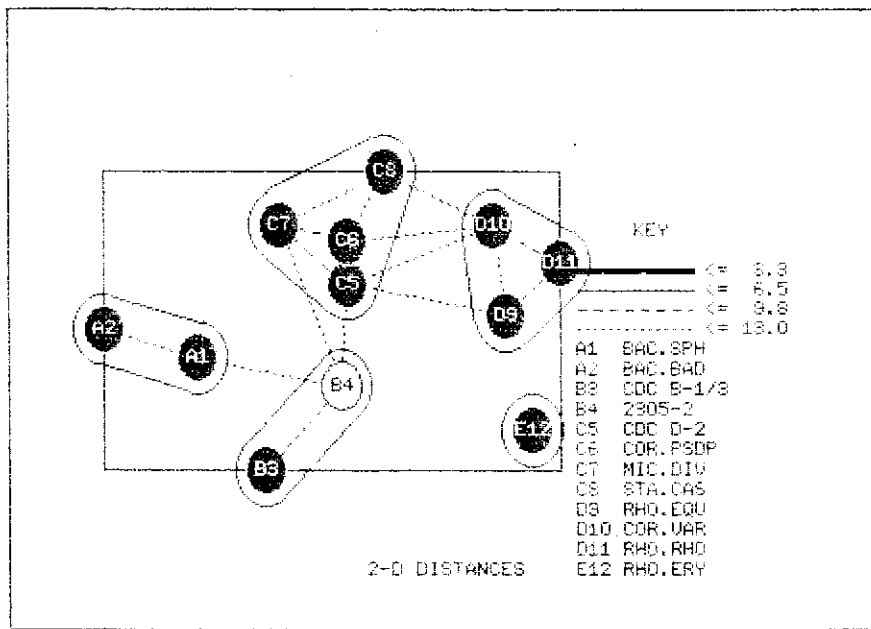 C8
C7
D10
C6
D11
C5
D9
A2
A1
B4
E12
B3
KEY
<= 3.3
<= 6.5
<= 9.8
<= 13.0
A1 BAC.SPH
A2 BAC.BAD
B3 CDC B-1/3
B4 2305-2
C5 CDC D-2
C6 COR.PSDP
C7 MIC.DIV
C8 STA.CAS
D9 RHO.EQU
D10 COR.VAR
D11 RHO.RHO
E12 RHO.ERY
2-D DISTANCES